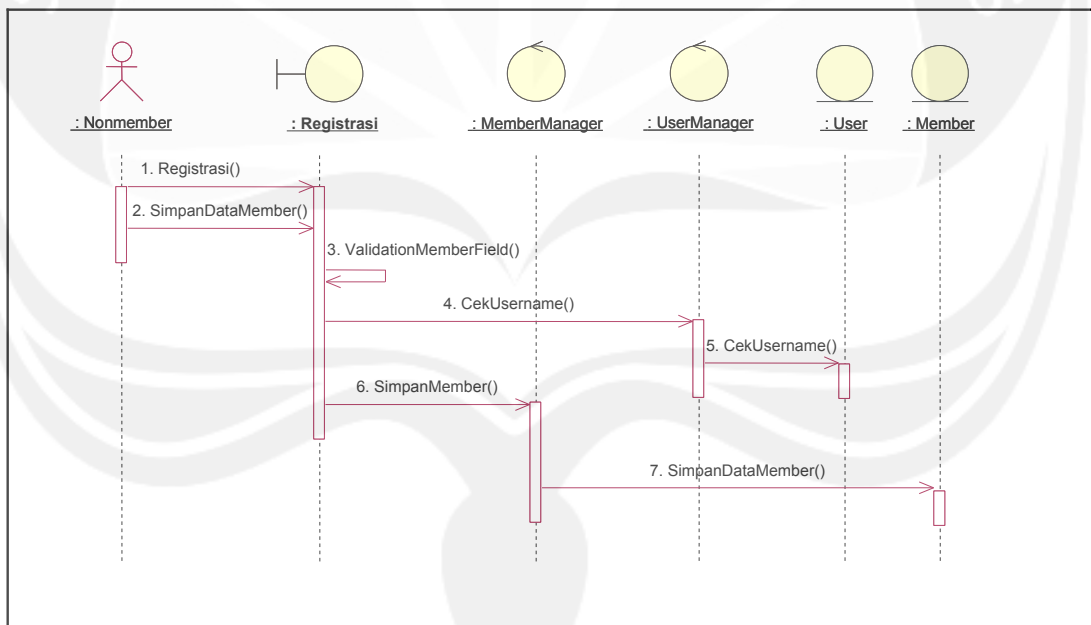 : Nonmember
: Registrasi
: MemberManager
: UserManager
: User
: Member
1. Registrasi()
2. SimpanDataMember()
3. ValidationMemberField()
4. CekUsername()
5. CekUsername()
6. SimpanMember()
7. SimpanDataMember()